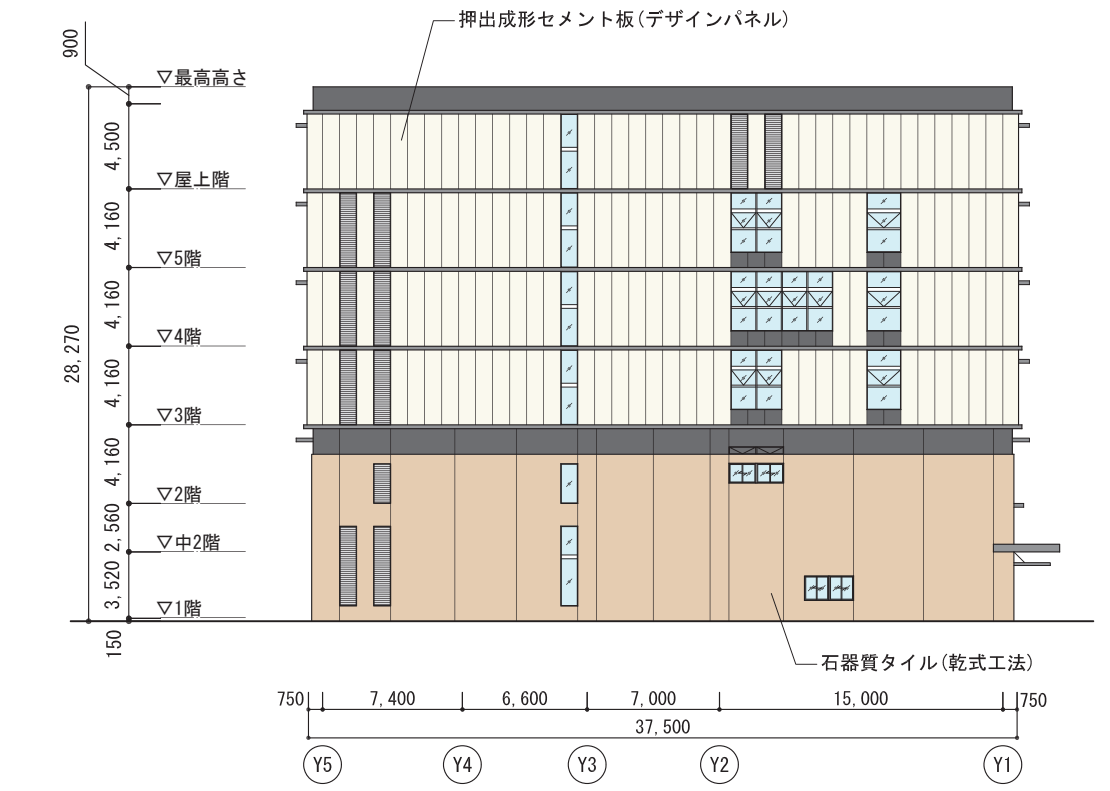 押出成形セメント板(デザインパネル)
900
▽最高高さ
4,500
▽屋上階
4,160
▽5階
4,160
▽4階
28,270
4,160
▽3階
4,160
▽2階
2,560
▽中2階
3,520
▽1階
150
石器質タイル(乾式工法)
750 7,400 6,600 7,000 15,000 750
37,500
Y5 Y4 Y3 Y2 Y1